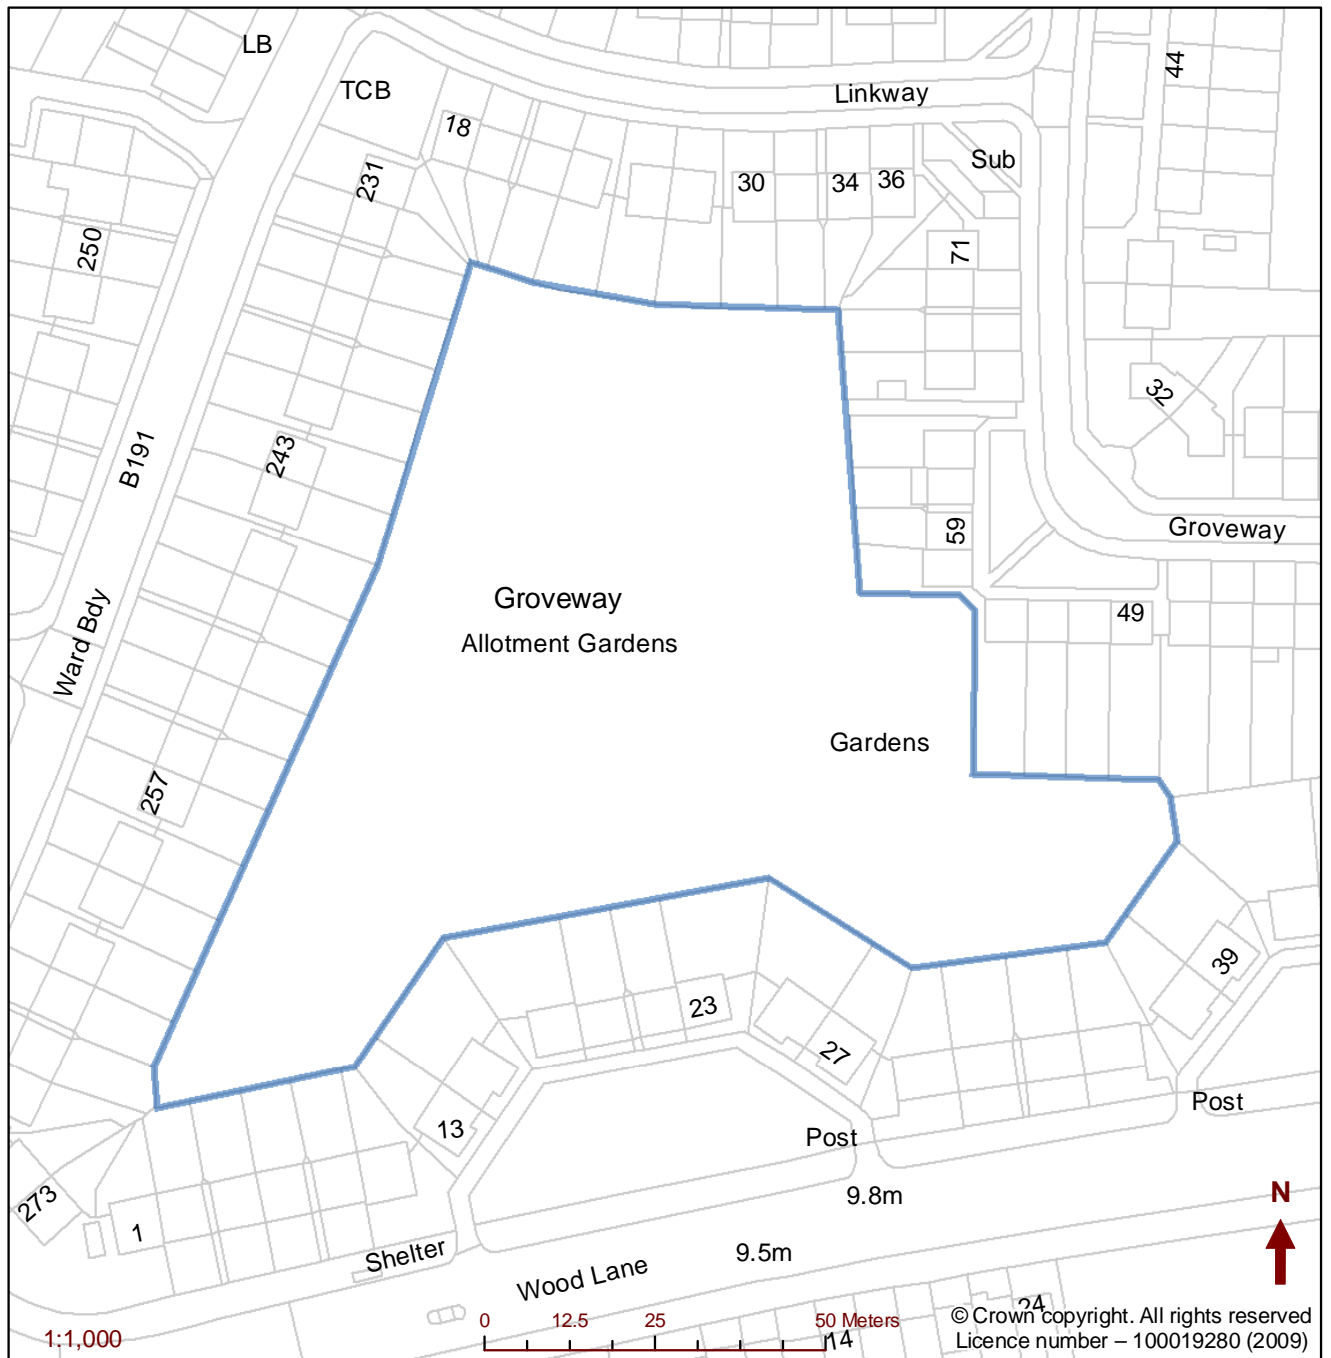 LB
TCB
Linkway
44
18
Sub
231
30
34
36
250
71
32
243
B191
59
Groveway
Groveway
Allotment Gardens
49
Ward Bdy
Gardens
257
39
23
27
Post
13
Post
273
9.8m
N
1
Shelter
9.5m
Wood Lane
24
0 12.5 25 50 Meters
© Crown copyright. All rights reserved
1:1,000
14
Licence number – 100019280 (2009)